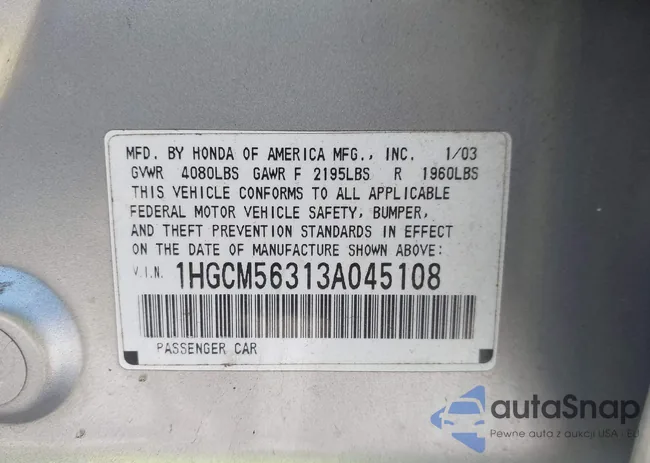 MFD. BY HONDA OF AMERICA MFG., INC. 1/03
GVWR 4080LBS GAWR F 2195LBS R 1960LBS
THIS VEHICLE CONFORMS TO ALL APPLICABLE
FEDERAL MOTOR VEHICLE SAFETY, BUMPER,
AND THEFT PREVENTION STANDARDS IN EFFECT
ON THE DATE OF MANUFACTURE SHOWN ABOVE:
V.I.N. 1HGCM56313A045108
PASSENGER CAR
autaSnap
Pewne auta z aukcji USA - EU